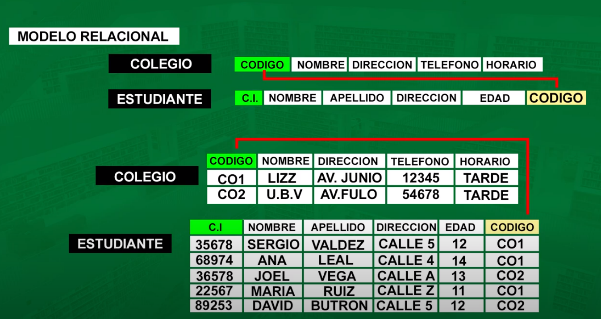 MODELO RELACIONAL
COLEGIO CODIGO NOMBRE DIRECCION TELEFONO HORARIO
ESTUDIANTE C.I. NOMBRE APELLIDO DIRECCION EDAD CODIGO
CODIGO NOMBRE DIRECCION TELEFONO HORARIO
COLEGIO CO1 LIZZ AV. JUNIO 12345 TARDE
CO2 U.B.V AV.FULO 54678 TARDE
C.I NOMBRE APELLIDO DIRECCION EDAD CODIGO
ESTUDIANTE 35678 SERGIO VALDEZ CALLE 5 12 CO1
68974 ANA LEAL CALLE 4 14 CO1
36578 JOEL VEGA CALLE A 13 CO2
22567 MARIA RUIZ CALLE Z 11 CO1
89253 DAVID BUTRON CALLE 5 12 CO2